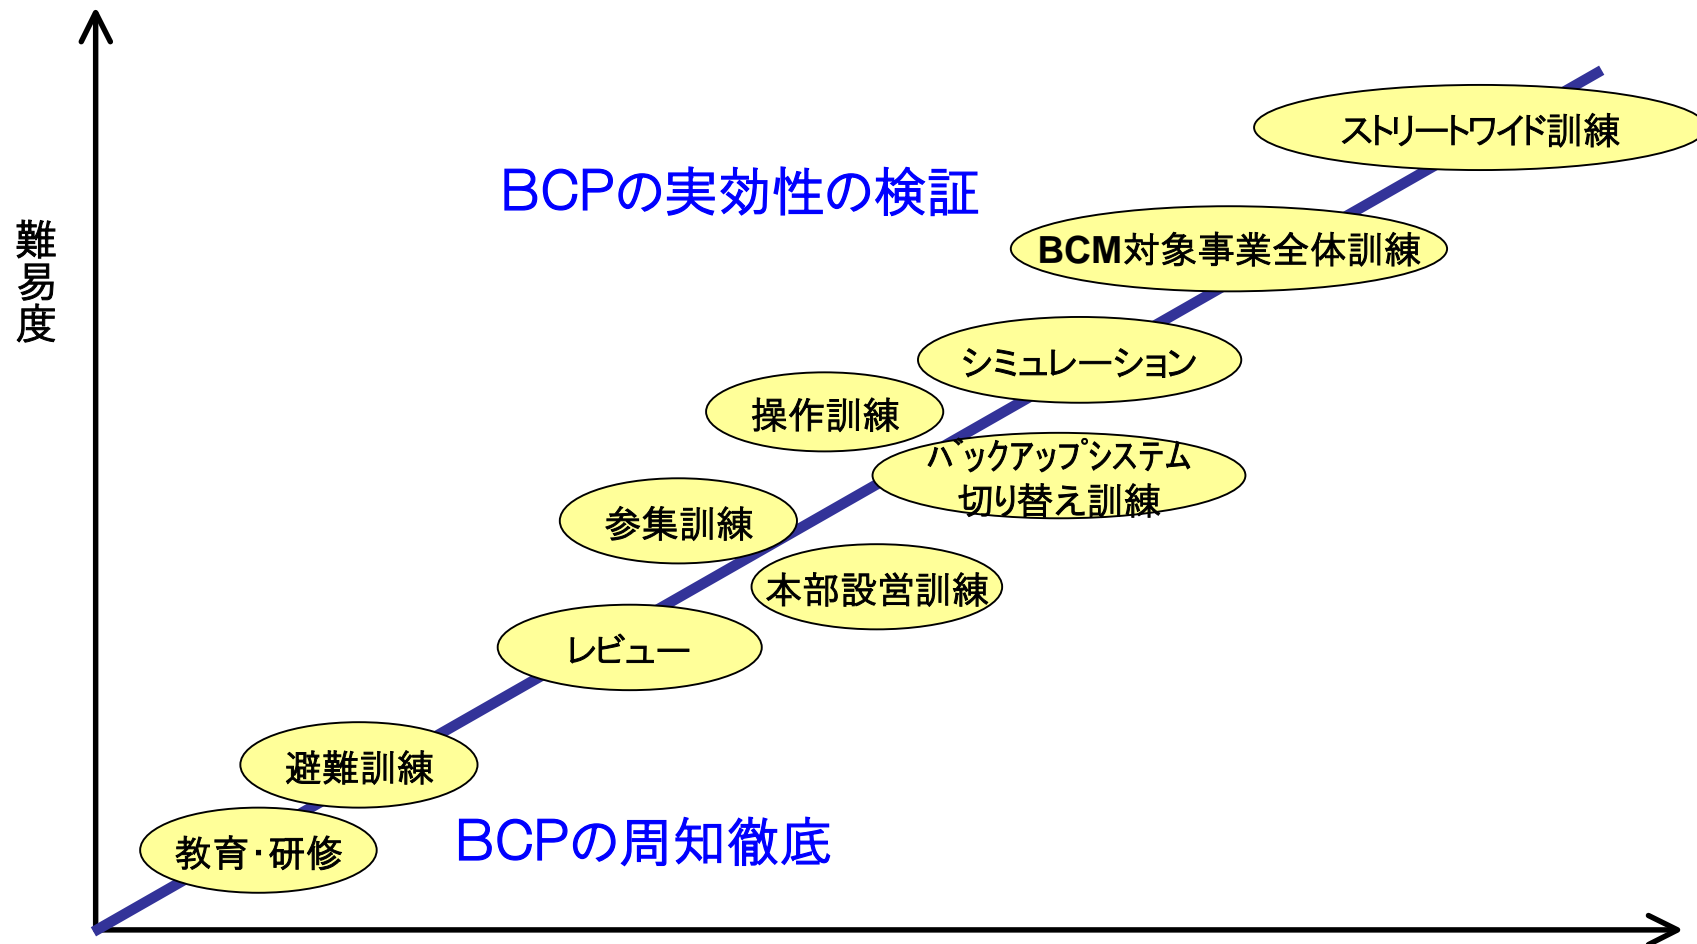 ストリートワイド訓練
BCPの実効性の検証
難易度
BCM対象事業全体訓練
シミュレーション
操作訓練
バックアップシステム
切り替え訓練
参集訓練
本部設営訓練
レビュー
避難訓練
BCPの周知徹底
教育・研修